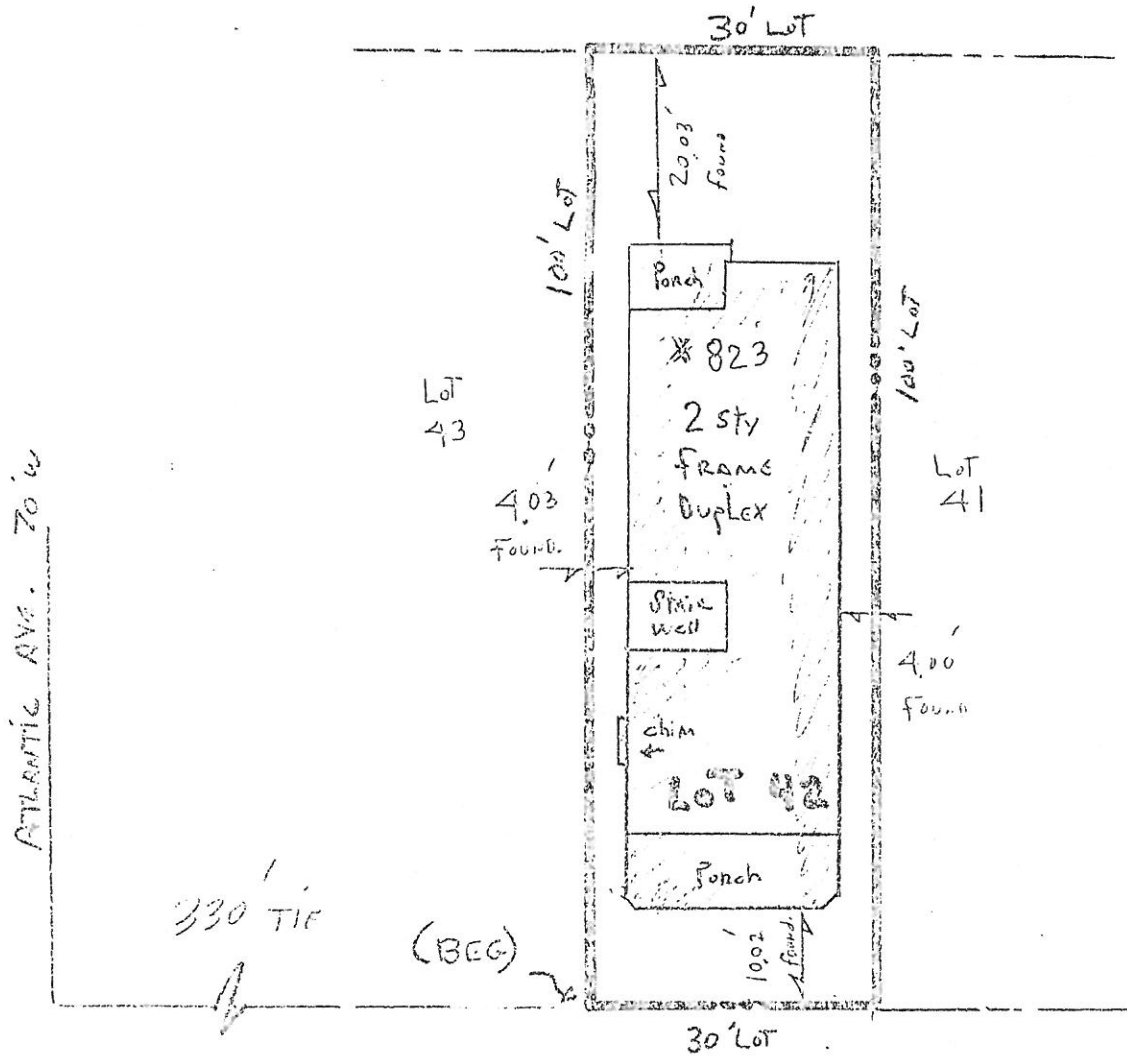 30' LOT
20.03' found
100' LOT
Porch
※ 823
2 sty
FRAME
DUPLEX
100' LOT
LOT
43
LOT
41
4.03'
FOUND.
ATLANTIC AVE. 70' W
Stair
well
4.00'
found
chim
LOT 42
Porch
330' TIE
(BEG)
10.02' found.
30' LOT